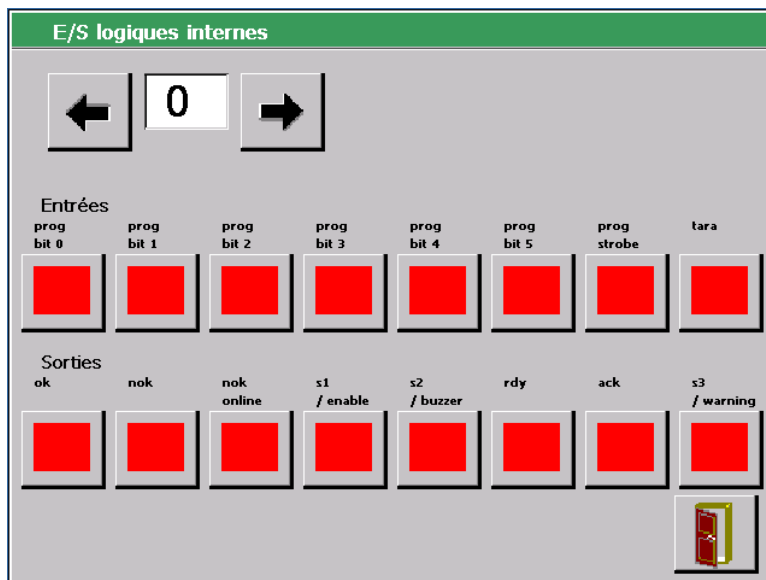 E/S logiques internes
0
Entrées
prog prog prog prog prog prog prog tara
bit 0 bit 1 bit 2 bit 3 bit 4 bit 5 strobe
Sorties
ok nok nok s1 s2 rdy ack s3
online / enable / buzzer / warning